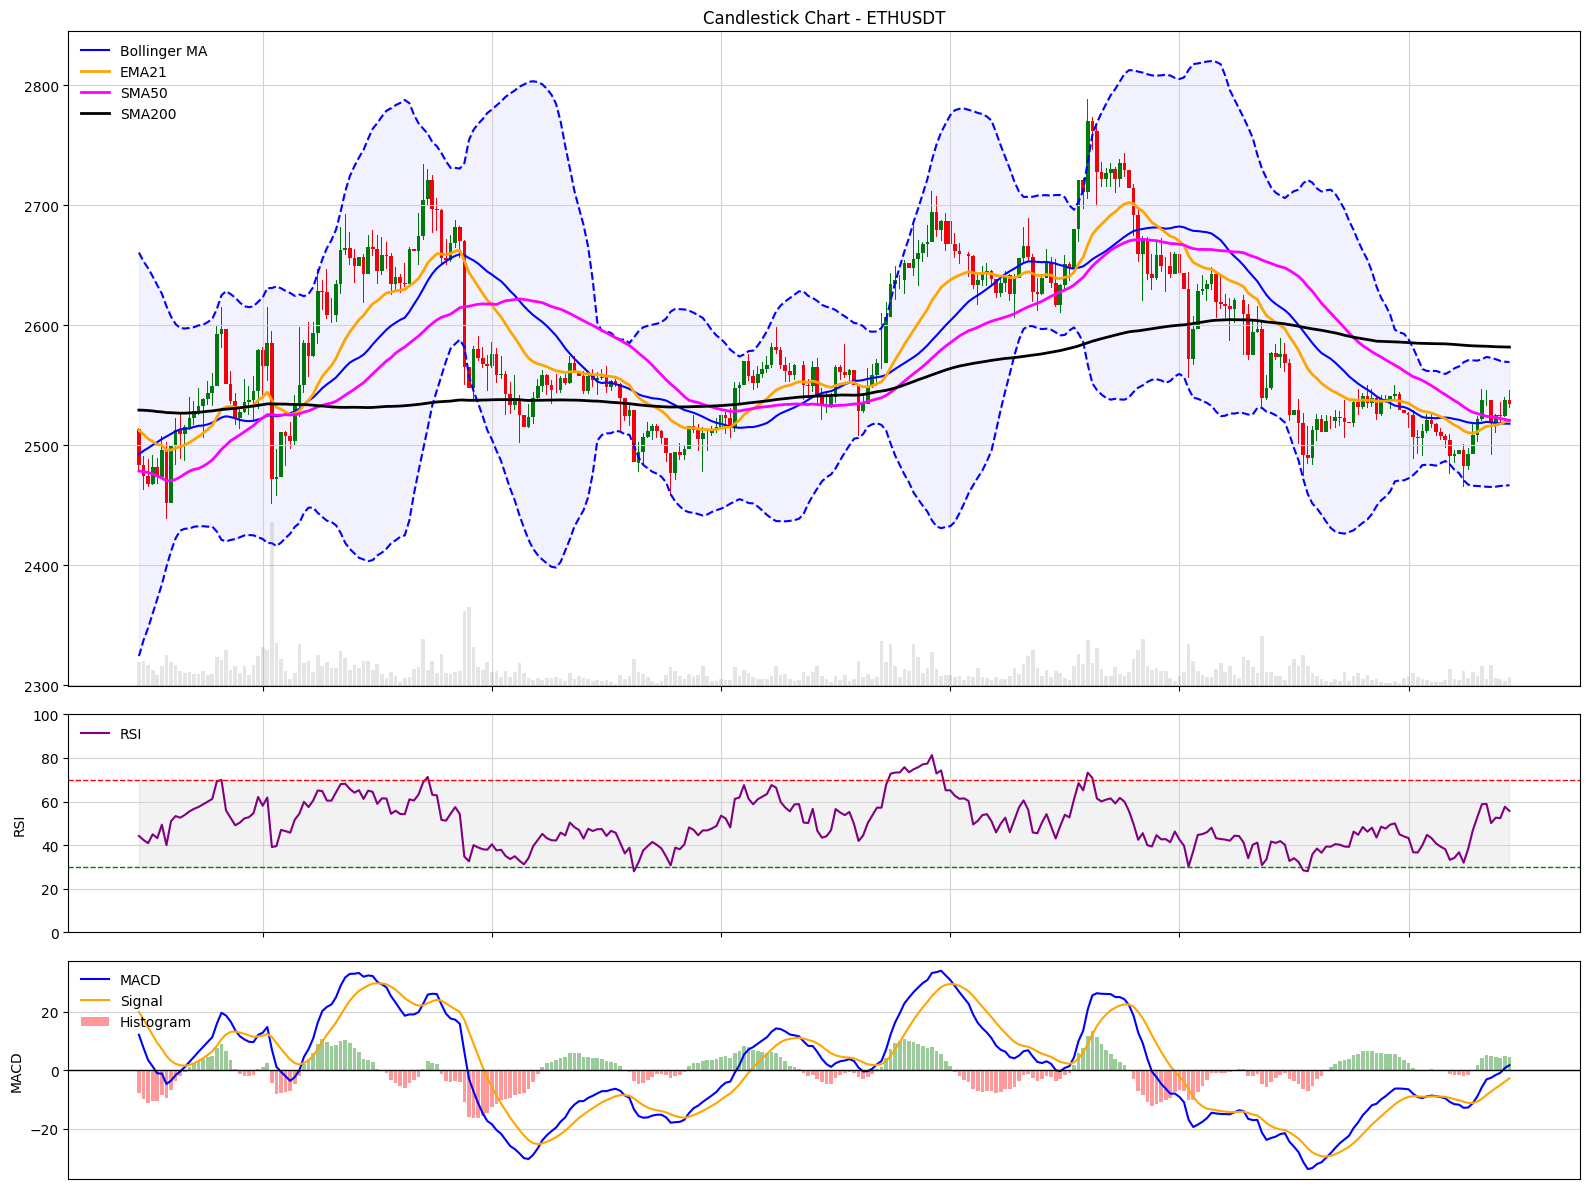 Candlestick Chart - ETHUSDT
Bollinger MA
EMA21
SMA50
SMA200
2800
2700
2600
2500
2400
2300
100
80
60
40
20
0
RSI
RSI
MACD
Signal
Histogram
20
0
−20
MACD